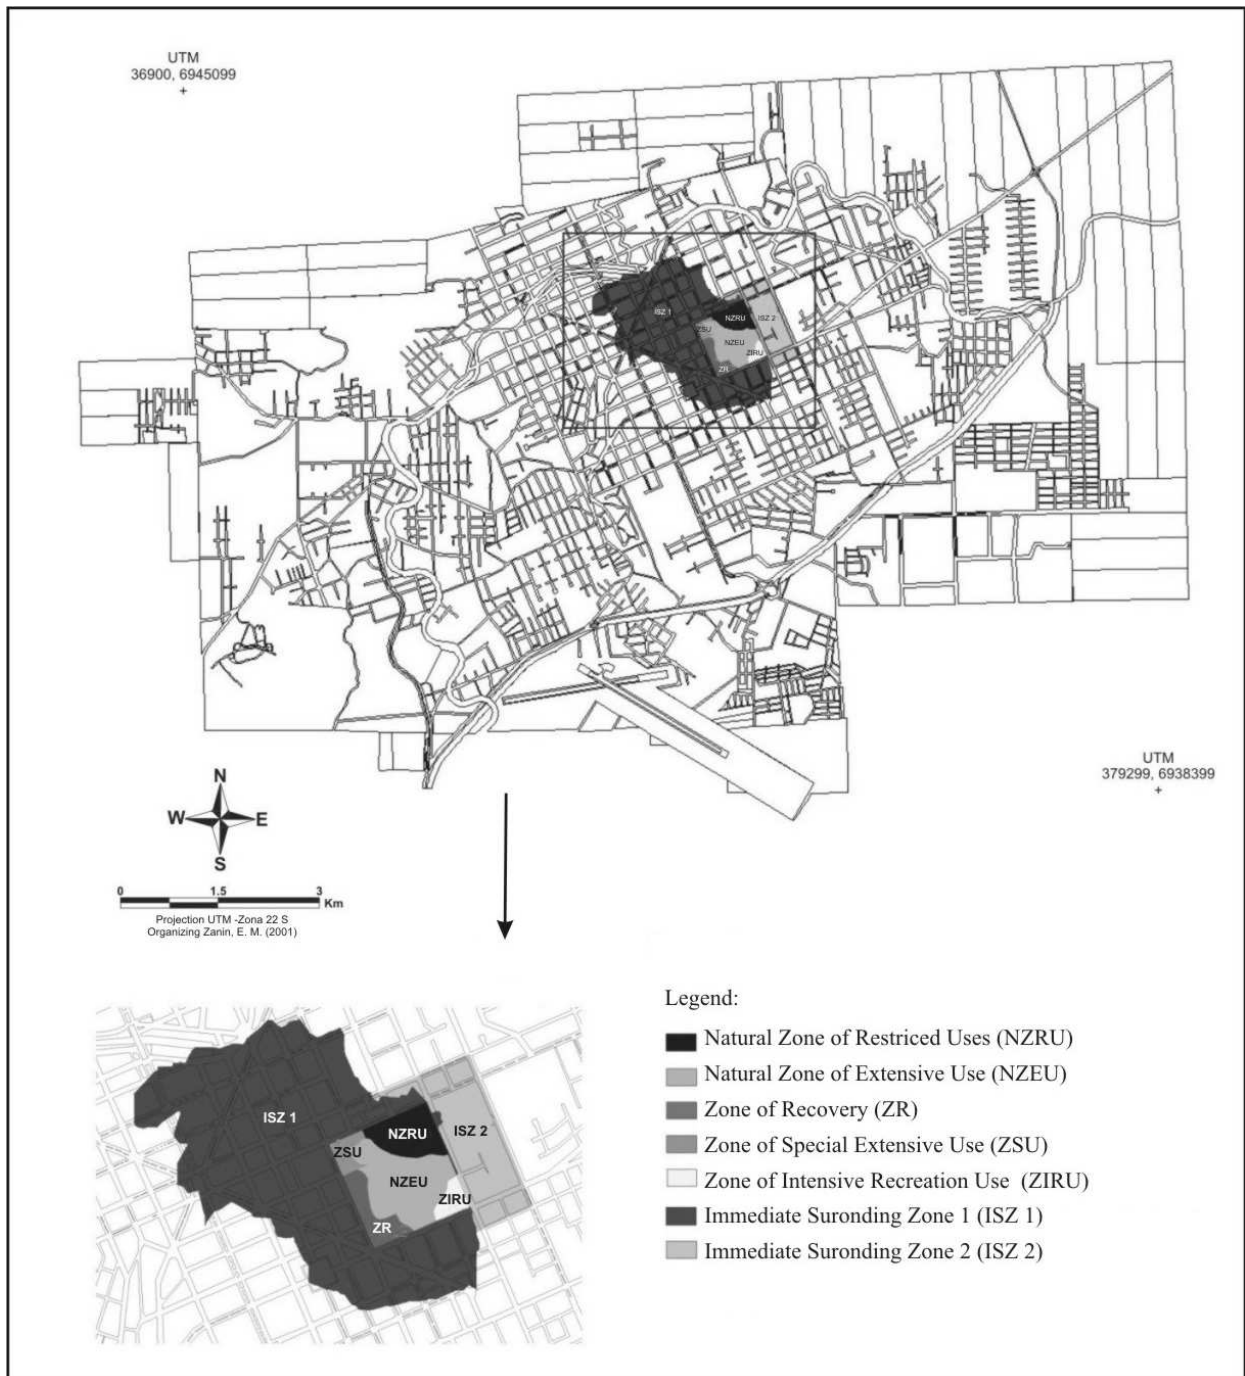 UTM
36900, 6945099
+
ISZ 1
NZRU
ISZ 2
ZSU
NZEU
ZIRU
ZR
UTM
379299, 6938399
+
N
W E
S
0 1.5 3
Km
Projection UTM -Zona 22 S
Organizing Zanin, E. M. (2001)
Legend:
Natural Zone of Restriced Uses (NZRU)
Natural Zone of Extensive Use (NZEU)
Zone of Recovery (ZR)
Zone of Special Extensive Use (ZSU)
Zone of Intensive Recreation Use (ZIRU)
Immediate Suronding Zone 1 (ISZ 1)
Immediate Suronding Zone 2 (ISZ 2)
ISZ 1
NZRU
ISZ 2
ZSU
NZEU
ZIRU
ZR